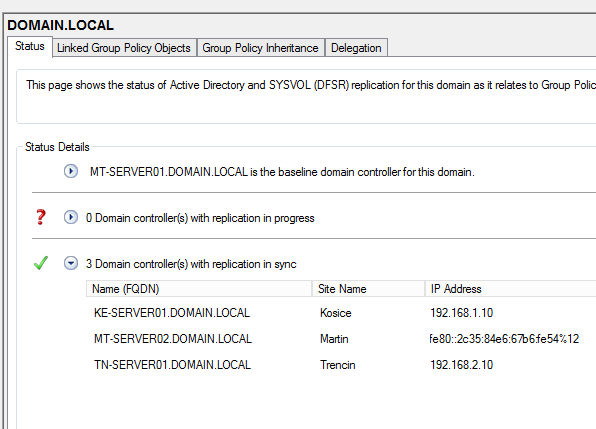 DOMAIN.LOCAL
Status Linked Group Policy Objects Group Policy Inheritance Delegation
This page shows the status of Active Directory and SYSVOL (DFSR) replication for this domain as it relates to Group Polic
Status Details
MT-SERVER01.DOMAIN.LOCAL is the baseline domain controller for this domain.
0 Domain controller(s) with replication in progress
3 Domain controller(s) with replication in sync
Name (FQDN) Site Name IP Address
KE-SERVER01.DOMAIN.LOCAL Kosice 192.168.1.10
MT-SERVER02.DOMAIN.LOCAL Martin fe80::2c35:84e6:67b6:fe54%12
TN-SERVER01.DOMAIN.LOCAL Trencin 192.168.2.10